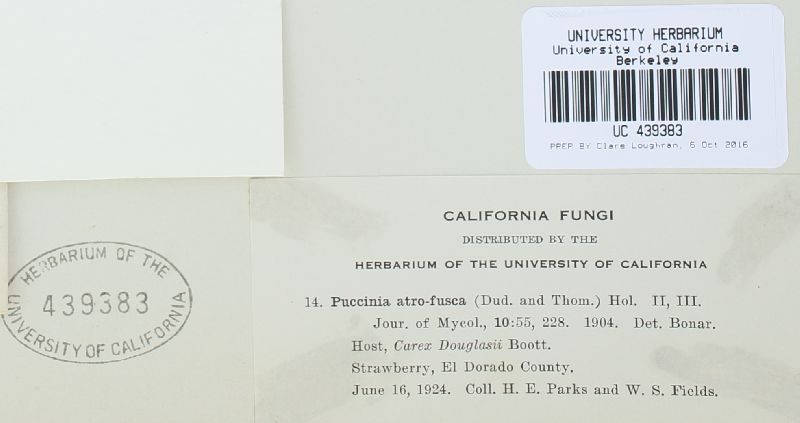 UNIVERSITY HERBARIUM
University of California
Berkeley
UC 439383
PREP BY Clare Loughran, 6 Oct 2016
HERBARIUM OF THE
439383
UNIVERSITY OF CALIFORNIA
CALIFORNIA FUNGI
DISTRIBUTED BY THE
HERBARIUM OF THE UNIVERSITY OF CALIFORNIA
14. Puccinia atro-fusca (Dud. and Thom.) Hol. II, III.
Jour. of Mycol., 10:55, 228. 1904. Det. Bonar.
Host, Carex Douglasii Boott.
Strawberry, El Dorado County.
June 16, 1924. Coll. H. E. Parks and W. S. Fields.